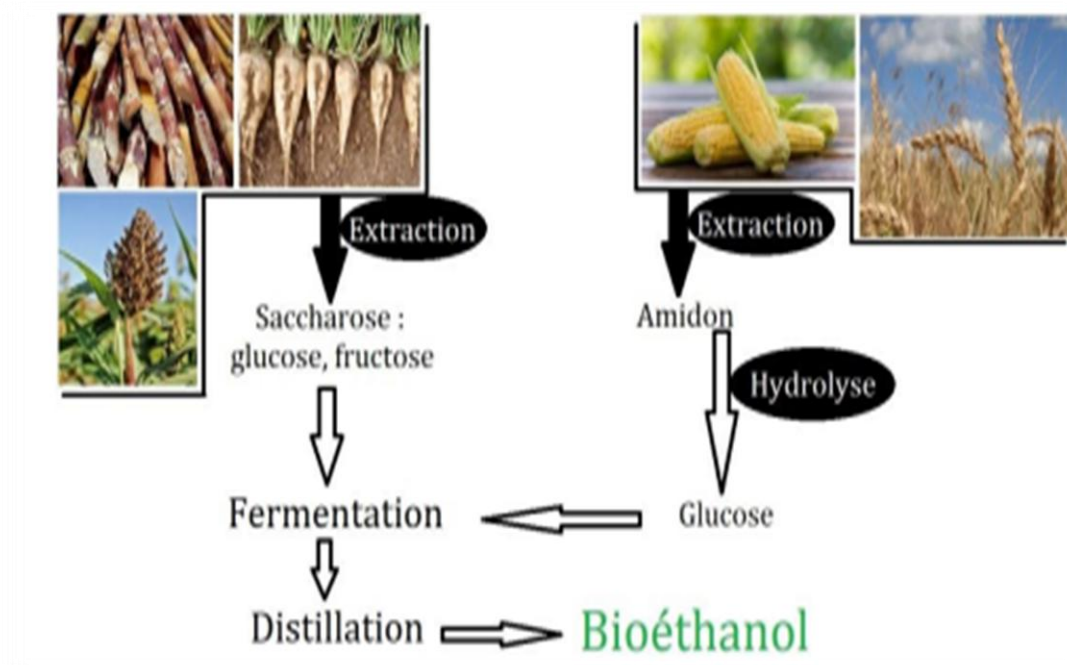 Extraction
Extraction
Saccharose :
glucose, fructose
Amidon
Hydrolyse
Fermentation
Glucose
Distillation
Bioéthanol